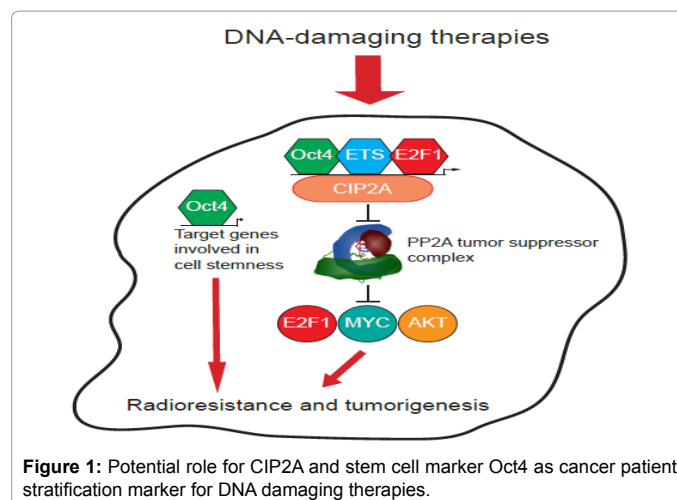 DNA-damaging therapies
Oct4 ETS E2F1
CIP2A
Oct4
Target genes
involved in
cell stemness
PP2A tumor suppressor
complex
E2F1 MYC AKT
Radioresistance and tumorigenesis
Figure 1: Potential role for CIP2A and stem cell marker Oct4 as cancer patient
stratification marker for DNA damaging therapies.